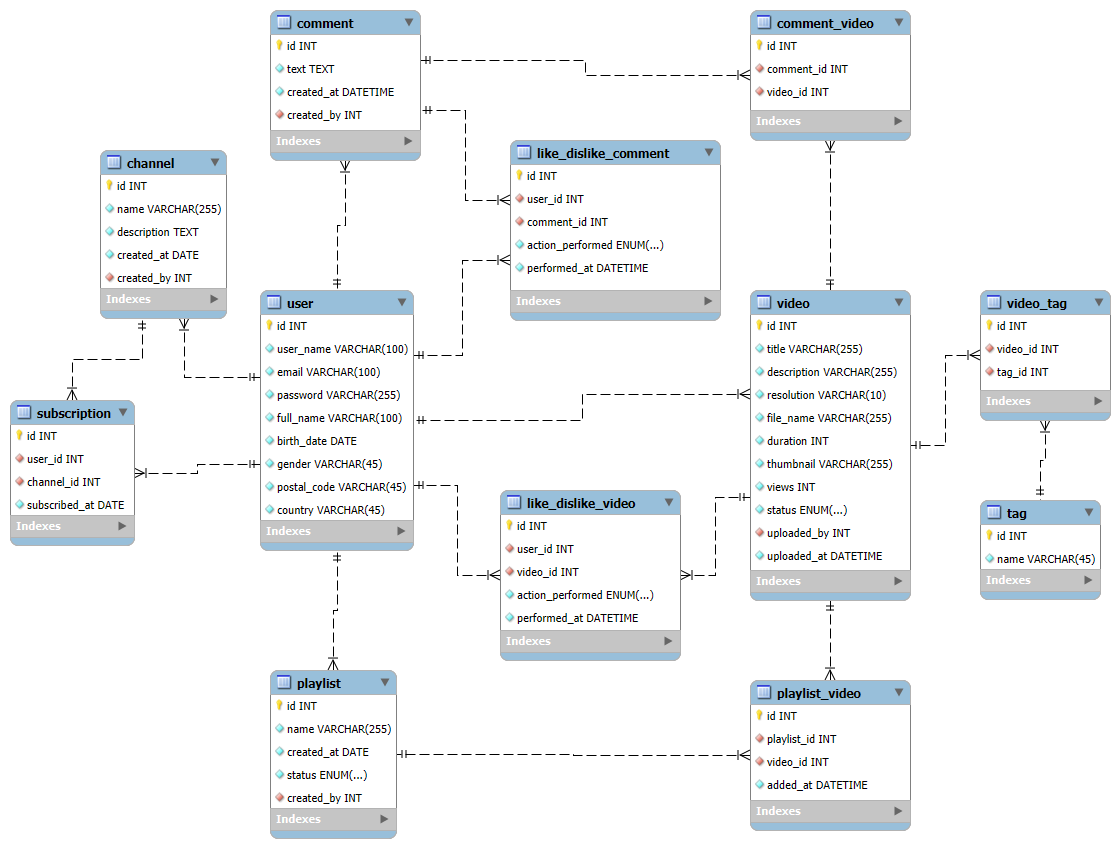 comment
id INT
text TEXT
created_at DATETIME
created_by INT
Indexes
comment_video
id INT
comment_id INT
video_id INT
Indexes
channel
id INT
name VARCHAR(255)
description TEXT
created_at DATE
created_by INT
Indexes
like_dislike_comment
id INT
user_id INT
comment_id INT
action_performed ENUM(...)
performed_at DATETIME
Indexes
user
id INT
user_name VARCHAR(100)
email VARCHAR(100)
password VARCHAR(255)
full_name VARCHAR(100)
birth_date DATE
gender VARCHAR(45)
postal_code VARCHAR(45)
country VARCHAR(45)
Indexes
video
id INT
title VARCHAR(255)
description VARCHAR(255)
resolution VARCHAR(10)
file_name VARCHAR(255)
duration INT
thumbnail VARCHAR(255)
views INT
status ENUM(...)
uploaded_by INT
uploaded_at DATETIME
Indexes
video_tag
id INT
video_id INT
tag_id INT
Indexes
subscription
id INT
user_id INT
channel_id INT
subscribed_at DATE
Indexes
like_dislike_video
id INT
user_id INT
video_id INT
action_performed ENUM(...)
performed_at DATETIME
Indexes
tag
id INT
name VARCHAR(45)
Indexes
playlist
id INT
name VARCHAR(255)
created_at DATE
status ENUM(...)
created_by INT
Indexes
playlist_video
id INT
playlist_id INT
video_id INT
added_at DATETIME
Indexes